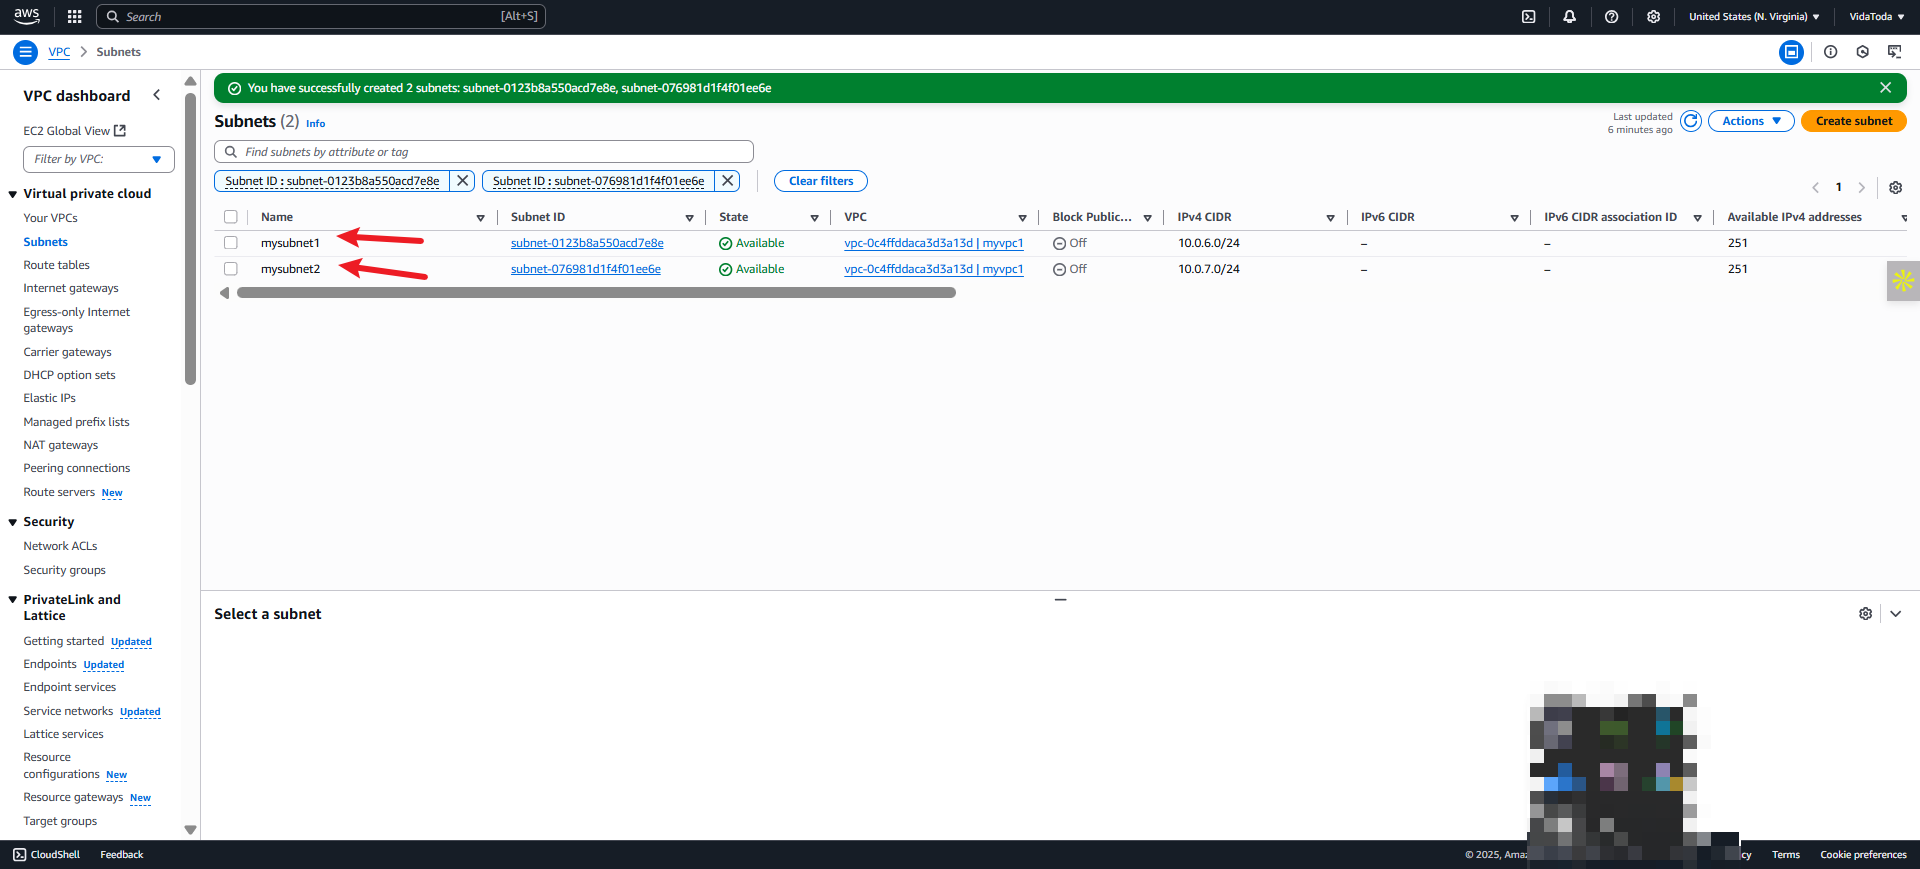 aws
Search [Alt+S]
United States (N. Virginia) VidaToda
VPC Subnets
VPC dashboard
EC2 Global View
Filter by VPC:
Virtual private cloud
Your VPCs
Subnets
Route tables
Internet gateways
Egress-only Internet
gateways
Carrier gateways
DHCP option sets
Elastic IPs
Managed prefix lists
NAT gateways
Peering connections
Route servers New
Security
Network ACLs
Security groups
PrivateLink and
Lattice
Getting started Updated
Endpoints Updated
Endpoint services
Service networks Updated
Lattice services
Resource
configurations New
Resource gateways New
Target groups
You have successfully created 2 subnets: subnet-0123b8a550acd7e8e, subnet-076981d1f4f01ee6e
Subnets (2) Info
Last updated
6 minutes ago
Actions
Create subnet
Find subnets by attribute or tag
Subnet ID : subnet-0123b8a550acd7e8e
Subnet ID : subnet-076981d1f4f01ee6e
Clear filters
1
Name Subnet ID State VPC Block Public... IPv4 CIDR IPv6 CIDR IPv6 CIDR association ID Available IPv4 addresses
mysubnet1 subnet-0123b8a550acd7e8e Available vpc-0c4ffddaca3d3a13d | myvpc1 Off 10.0.6.0/24 – – 251
mysubnet2 subnet-076981d1f4f01ee6e Available vpc-0c4ffddaca3d3a13d | myvpc1 Off 10.0.7.0/24 – – 251
Select a subnet
CloudShell Feedback
© 2025, Terms Cookie preferences